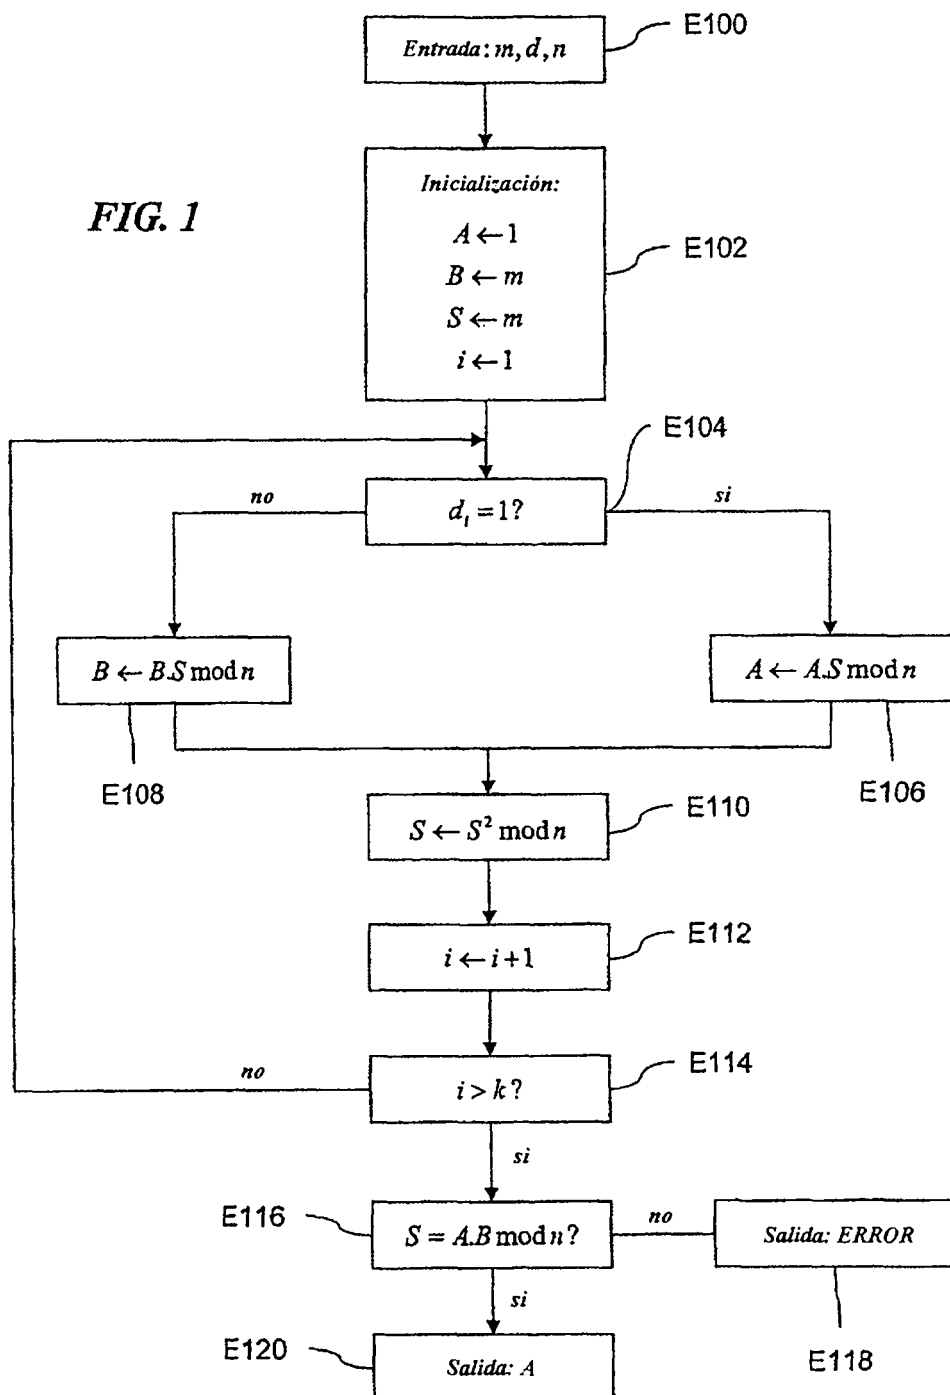 E100
Entrada: m, d, n
FIG. 1
Inicialización:
A ← 1
B ← m
S ← m
i ← 1
E102
E104
no
d_i = 1?
si
B ← B.S mod n
A ← A.S mod n
E108
E106
S ← S² mod n
E110
i ← i + 1
E112
no
i > k ?
E114
si
E116
S = A.B mod n ?
no
Salida: ERROR
si
E118
E120
Salida: A